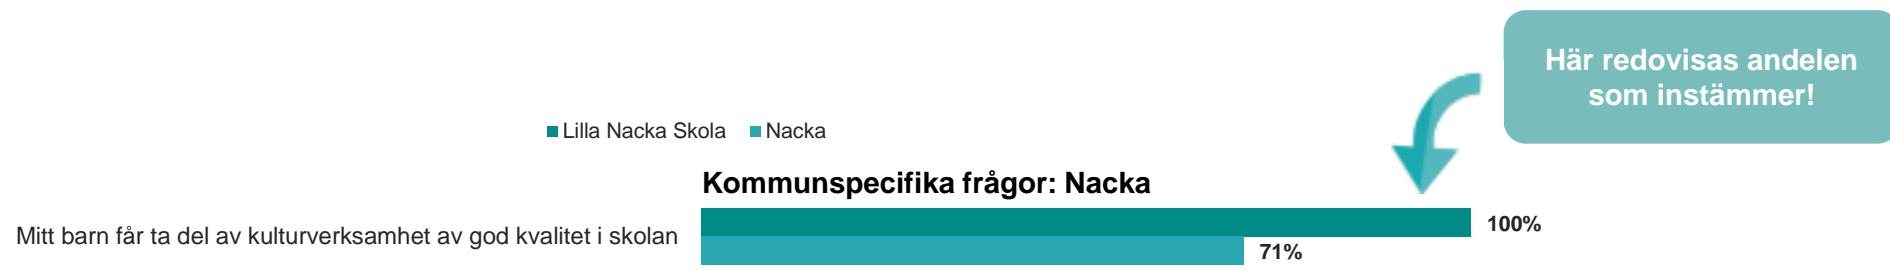 Här redovisas andelen
som instämmer!
Lilla Nacka Skola Nacka
Kommunspecifika frågor: Nacka
Mitt barn får ta del av kulturverksamhet av god kvalitet i skolan
100%
71%